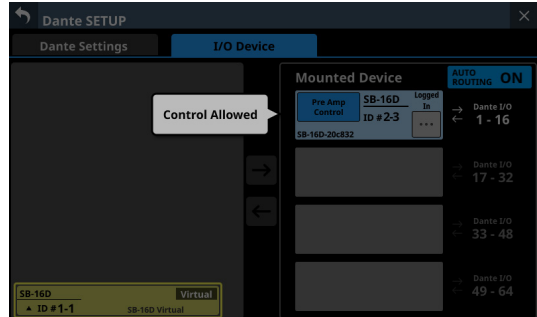 Dante SETUP
Dante Settings
I/O Device
Mounted Device
AUTO
ROUTING ON
Control Allowed
Pre Amp
Control
SB-16D
ID # 2-3
Logged
In
...
SB-16D-20c832
Dante I/O
1 - 16
Dante I/O
17 - 32
Dante I/O
33 - 48
Dante I/O
49 - 64
SB-16D
Virtual
ID # 1-1
SB-16D Virtual